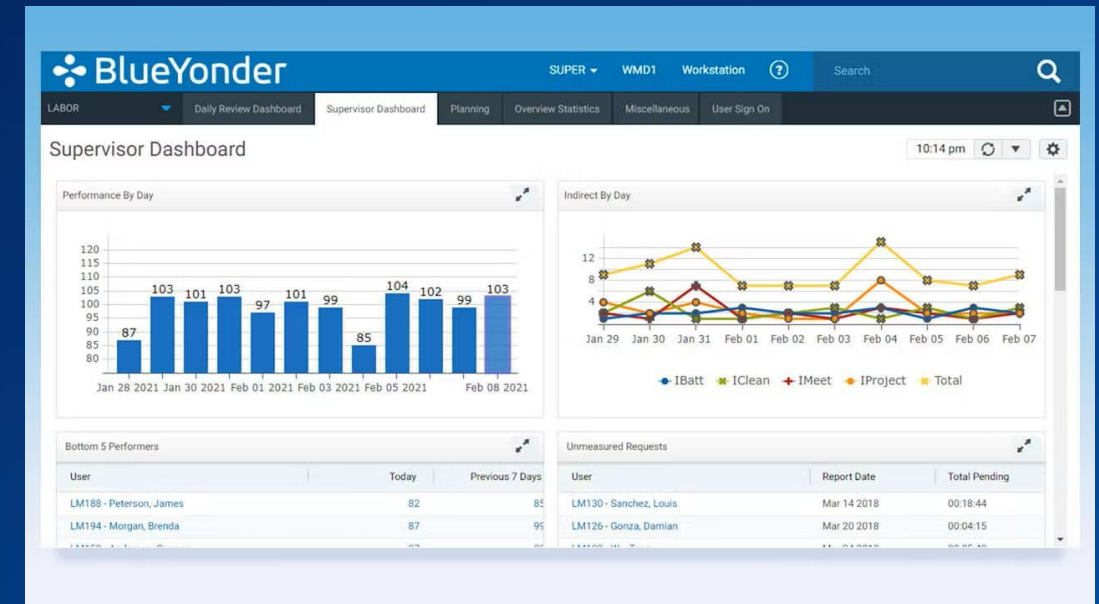 BlueYonder
SUPER WMD1 Workstation ? Search
LABOR Daily Review Dashboard Supervisor Dashboard Planning Overview Statistics Miscellaneous User Sign On
Supervisor Dashboard
10:14 pm
Performance By Day
120
115
110
105
100
95
90
85
80
87 103 101 103 97 101 99 85 104 102 99 103
Jan 28 2021 Jan 30 2021 Feb 01 2021 Feb 03 2021 Feb 05 2021 Feb 08 2021
Indirect By Day
12
8
4
Jan 29 Jan 30 Jan 31 Feb 01 Feb 02 Feb 03 Feb 04 Feb 05 Feb 06 Feb 07
IBatt IClean IMeet IProject Total
Bottom 5 Performers
User Today Previous 7 Days
LM188 - Peterson, James 82 85
LM194 - Morgan, Brenda 87 99
Unmeasured Requests
User Report Date Total Pending
LM130 - Sanchez, Louis Mar 14 2018 00:18:44
LM126 - Gonza, Damian Mar 20 2018 00:04:15